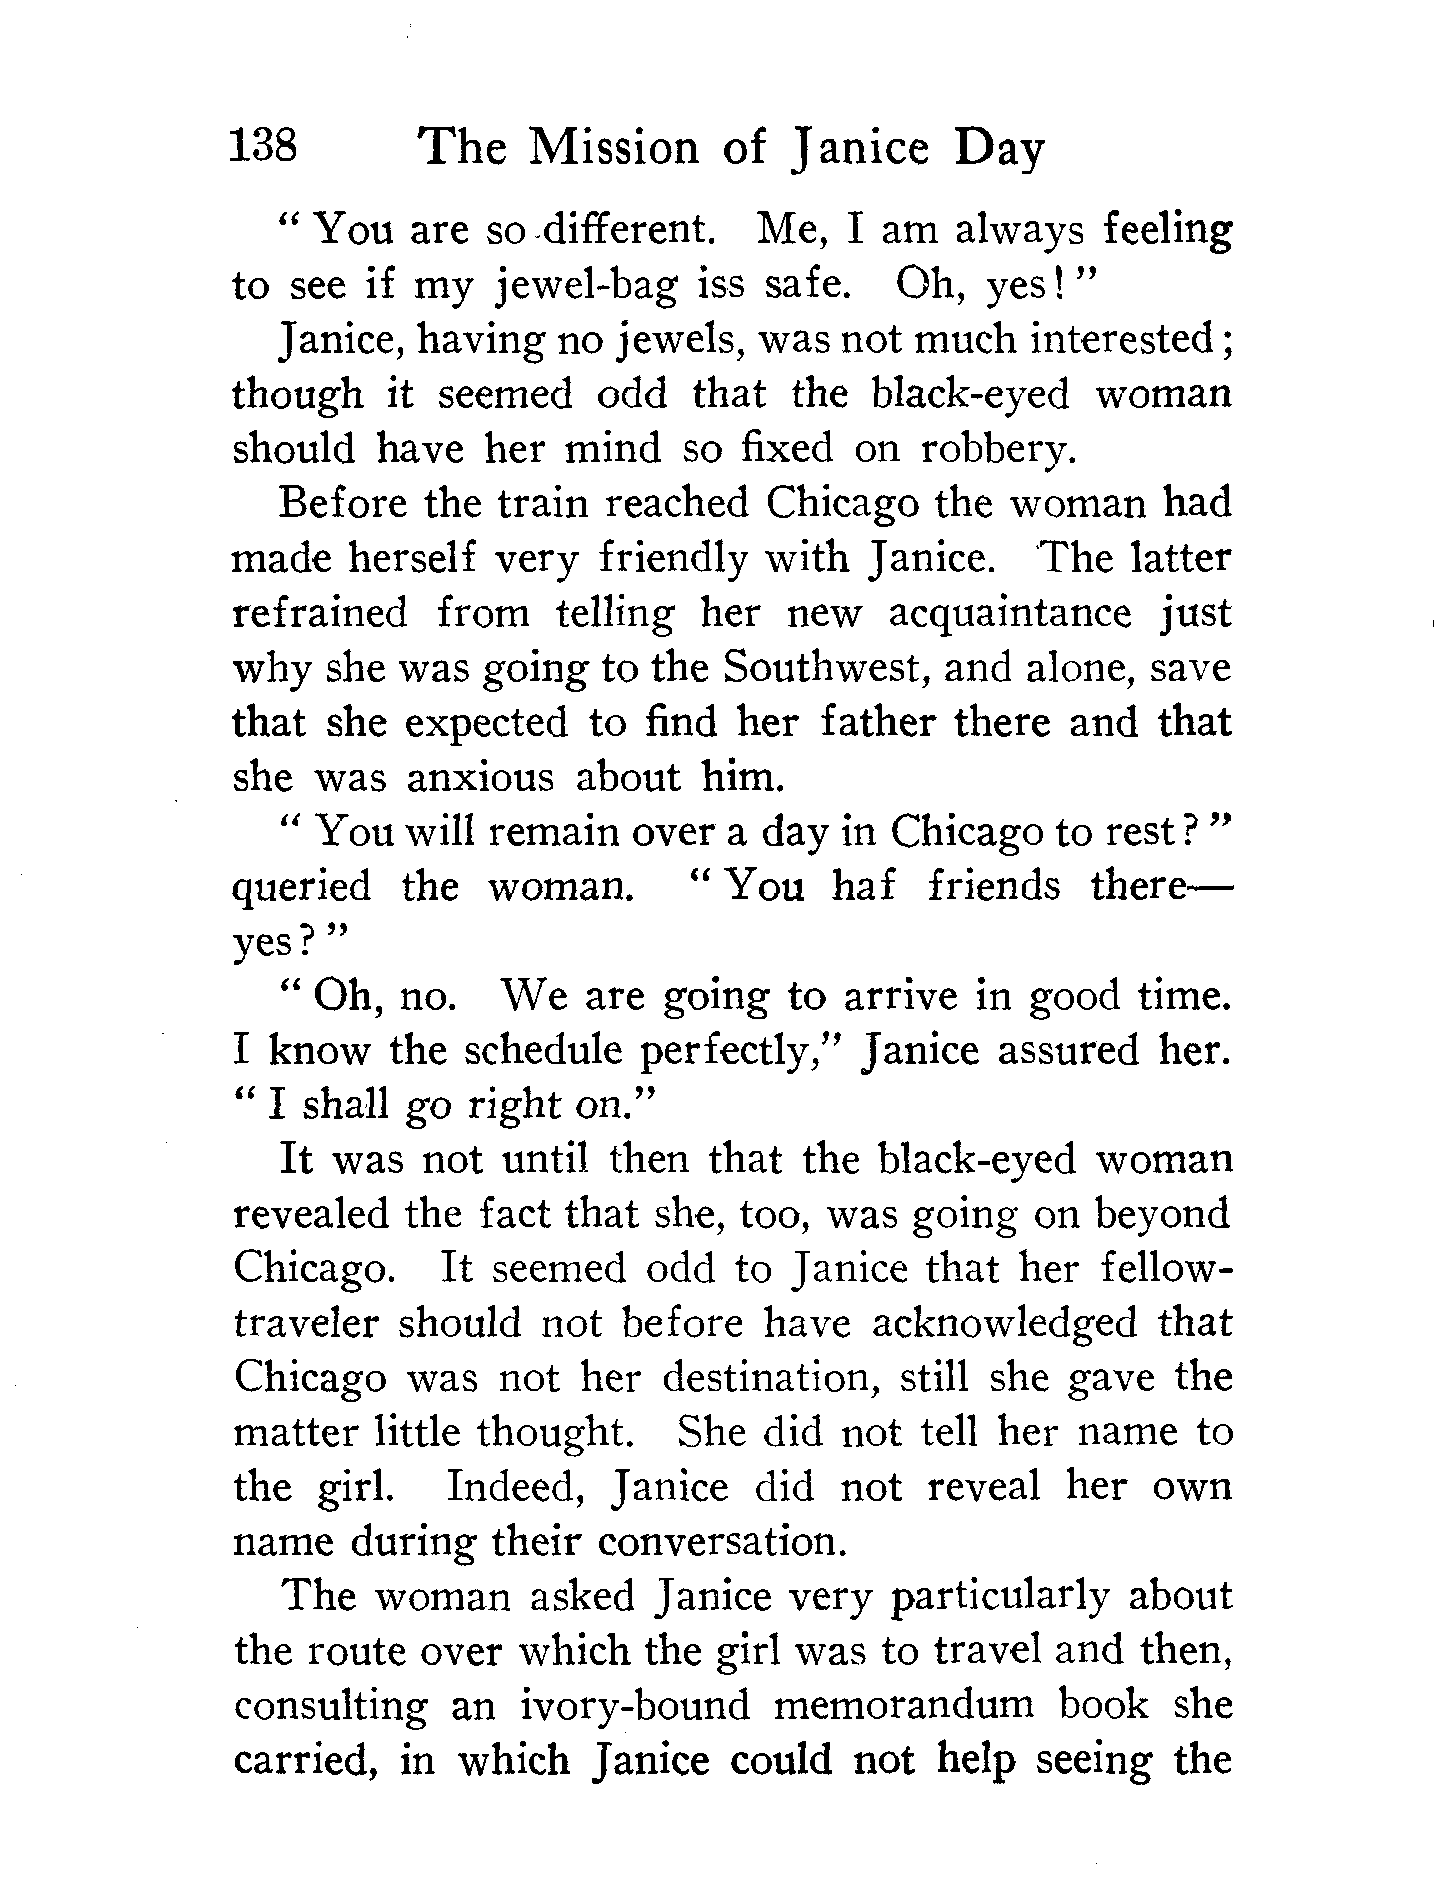 138 The Mission of Janice Day
" You are so different. Me, I am always feeling
to see if my jewel-bag iss safe. Oh, yes! "
Janice, having no jewels, was not much interested;
though it seemed odd that the black-eyed woman
should have her mind so fixed on robbery.
Before the train reached Chicago the woman had
made herself very friendly with Janice. The latter
refrained from telling her new acquaintance just
why she was going to the Southwest, and alone, save
that she expected to find her father there and that
she was anxious about him.
" You will remain over a day in Chicago to rest? "
queried the woman. " You haf friends there—
yes? "
" Oh, no. We are going to arrive in good time.
I know the schedule perfectly," Janice assured her.
" I shall go right on."
It was not until then that the black-eyed woman
revealed the fact that she, too, was going on beyond
Chicago. It seemed odd to Janice that her fellow-
traveler should not before have acknowledged that
Chicago was not her destination, still she gave the
matter little thought. She did not tell her name to
the girl. Indeed, Janice did not reveal her own
name during their conversation.
The woman asked Janice very particularly about
the route over which the girl was to travel and then,
consulting an ivory-bound memorandum book she
carried, in which Janice could not help seeing the